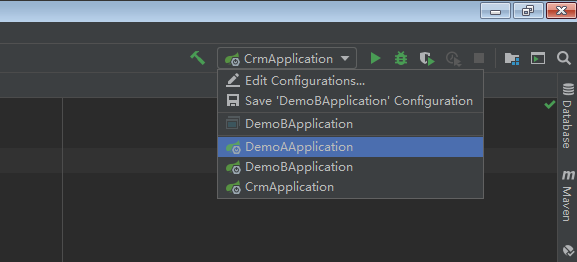 CrmApplication
Edit Configurations...
Save 'DemoBApplication' Configuration
DemoBApplication
DemoAApplication
DemoBApplication
CrmApplication
Database
Maven